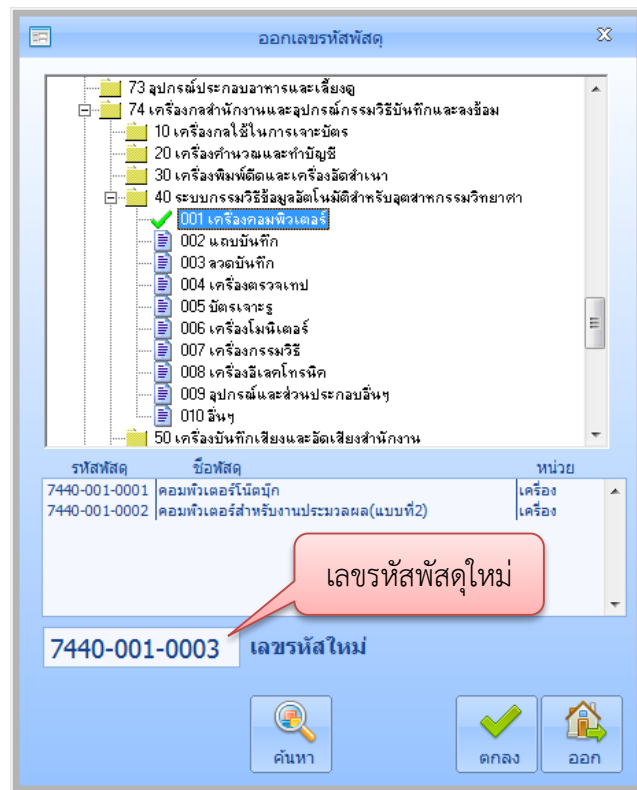 ออกเลขรหัสพัสดุ
73 อุปกรณ์ประกอบอาหารและเลี้ยงดู
74 เครื่องกลสำนักงานและอุปกรณ์กรรมวิธีบันทึกและลงข้อม
10 เครื่องกลใช้ในการเจาะบัตร
20 เครื่องคำนวณและทำบัญชี
30 เครื่องพิมพ์ดีดและเครื่องอัดสำเนา
40 ระบบกรรมวิธีข้อมูลอัตโนมัติสำหรับอุตสาหกรรมวิทยาศา
001 เครื่องคอมพิวเตอร์
002 แถบบันทึก
003 ลวดบันทึก
004 เครื่องตรวจเทป
005 บัตรเจาะรู
006 เครื่องโมนิเตอร์
007 เครื่องกรรมวิธี
008 เครื่องอีเลคโทรนิค
009 อุปกรณ์และส่วนประกอบอื่นๆ
010 อื่นๆ
50 เครื่องบันทึกเสียงและอัดเสียงสำนักงาน
รหัสพัสดุ ชื่อพัสดุ หน่วย
7440-001-0001 คอมพิวเตอร์โน๊ตบุ๊ก เครื่อง
7440-001-0002 คอมพิวเตอร์สำหรับงานประมวลผล(แบบที่2) เครื่อง
เลขรหัสพัสดุใหม่
7440-001-0003 เลขรหัสใหม่
ค้นหา ตกลง ออก